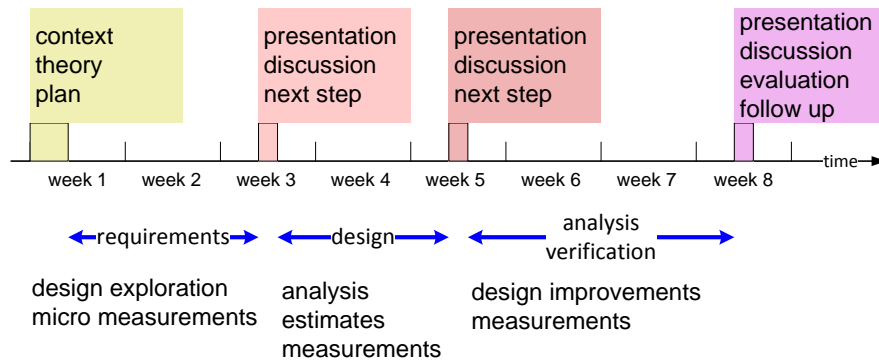 context
theory
plan
presentation
discussion
next step
presentation
discussion
next step
presentation
discussion
evaluation
follow up
time
week 1
week 2
week 3
week 4
week 5
week 6
week 7
week 8
requirements
design
analysis
verification
design exploration
micro measurements
analysis
estimates
measurements
design improvements
measurements